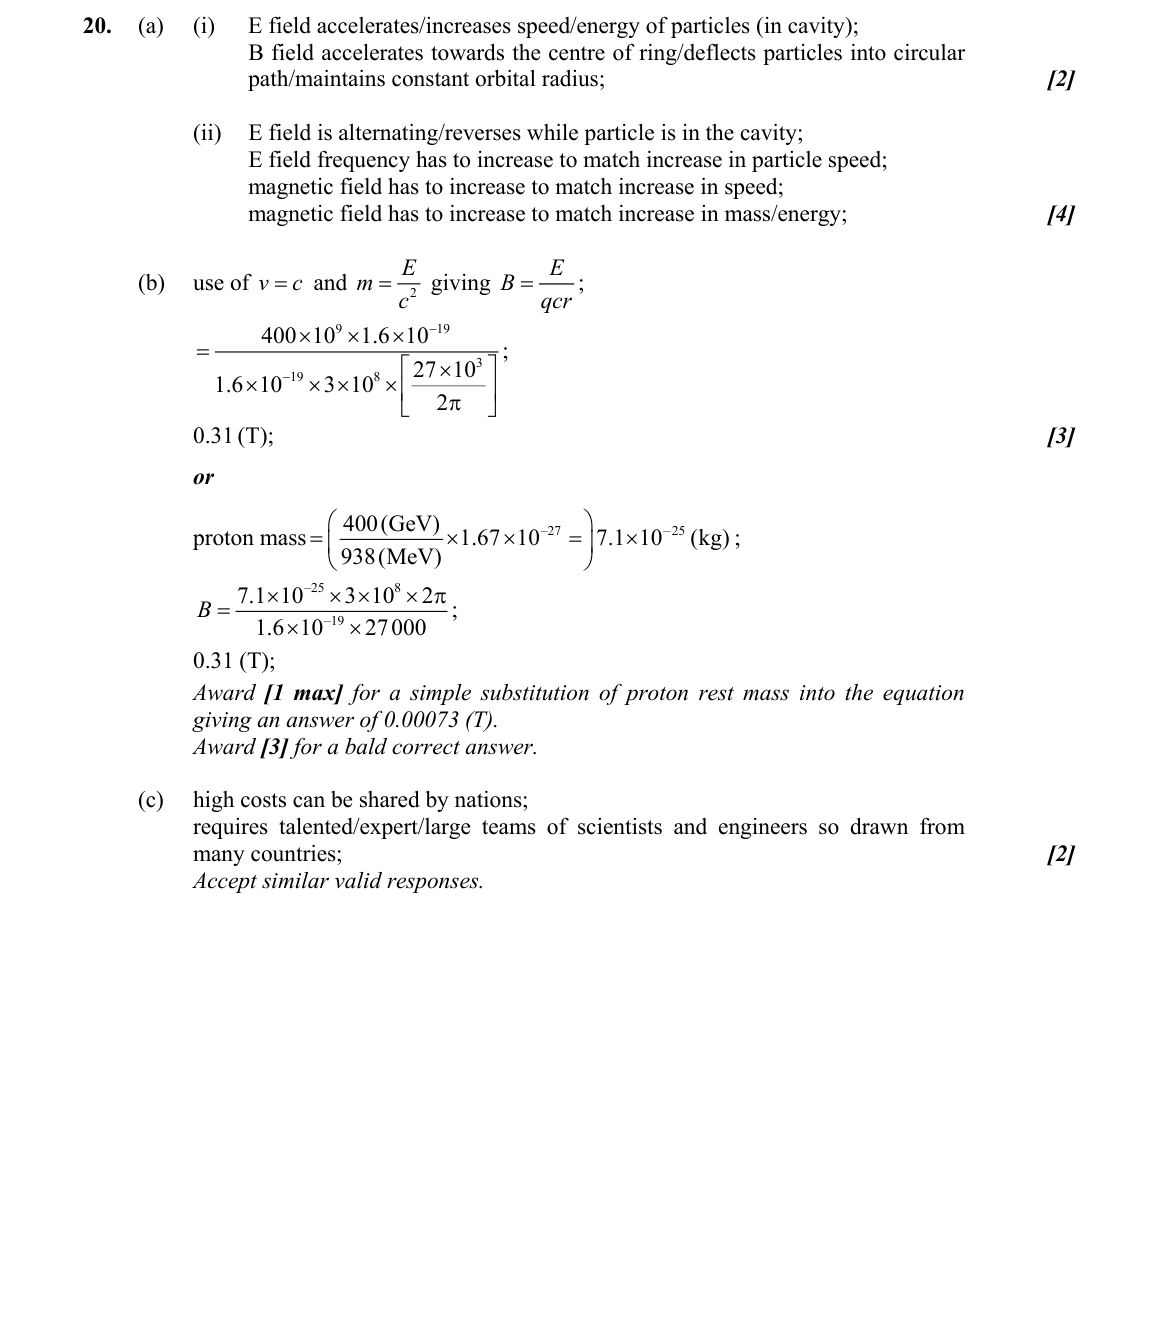 20. (a) (i) E field accelerates/increases speed/energy of particles (in cavity);
B field accelerates towards the centre of ring/deflects particles into circular
path/maintains constant orbital radius; [2]
(ii) E field is alternating/reverses while particle is in the cavity;
E field frequency has to increase to match increase in particle speed;
magnetic field has to increase to match increase in speed;
magnetic field has to increase to match increase in mass/energy; [4]
(b) use of v = c and m = E/c² giving B = E/qcr;
= 400×10⁹×1.6×10⁻¹⁹ / 1.6×10⁻¹⁹×3×10⁸×[27×10³/2π];
0.31 (T); [3]
or
proton mass = (400(GeV)/938(MeV) ×1.67×10⁻²⁷ =) 7.1×10⁻²⁵ (kg);
B = 7.1×10⁻²⁵×3×10⁸×2π / 1.6×10⁻¹⁹×27000;
0.31 (T);
Award [1 max] for a simple substitution of proton rest mass into the equation
giving an answer of 0.00073 (T).
Award [3] for a bald correct answer.
(c) high costs can be shared by nations;
requires talented/expert/large teams of scientists and engineers so drawn from
many countries; [2]
Accept similar valid responses.